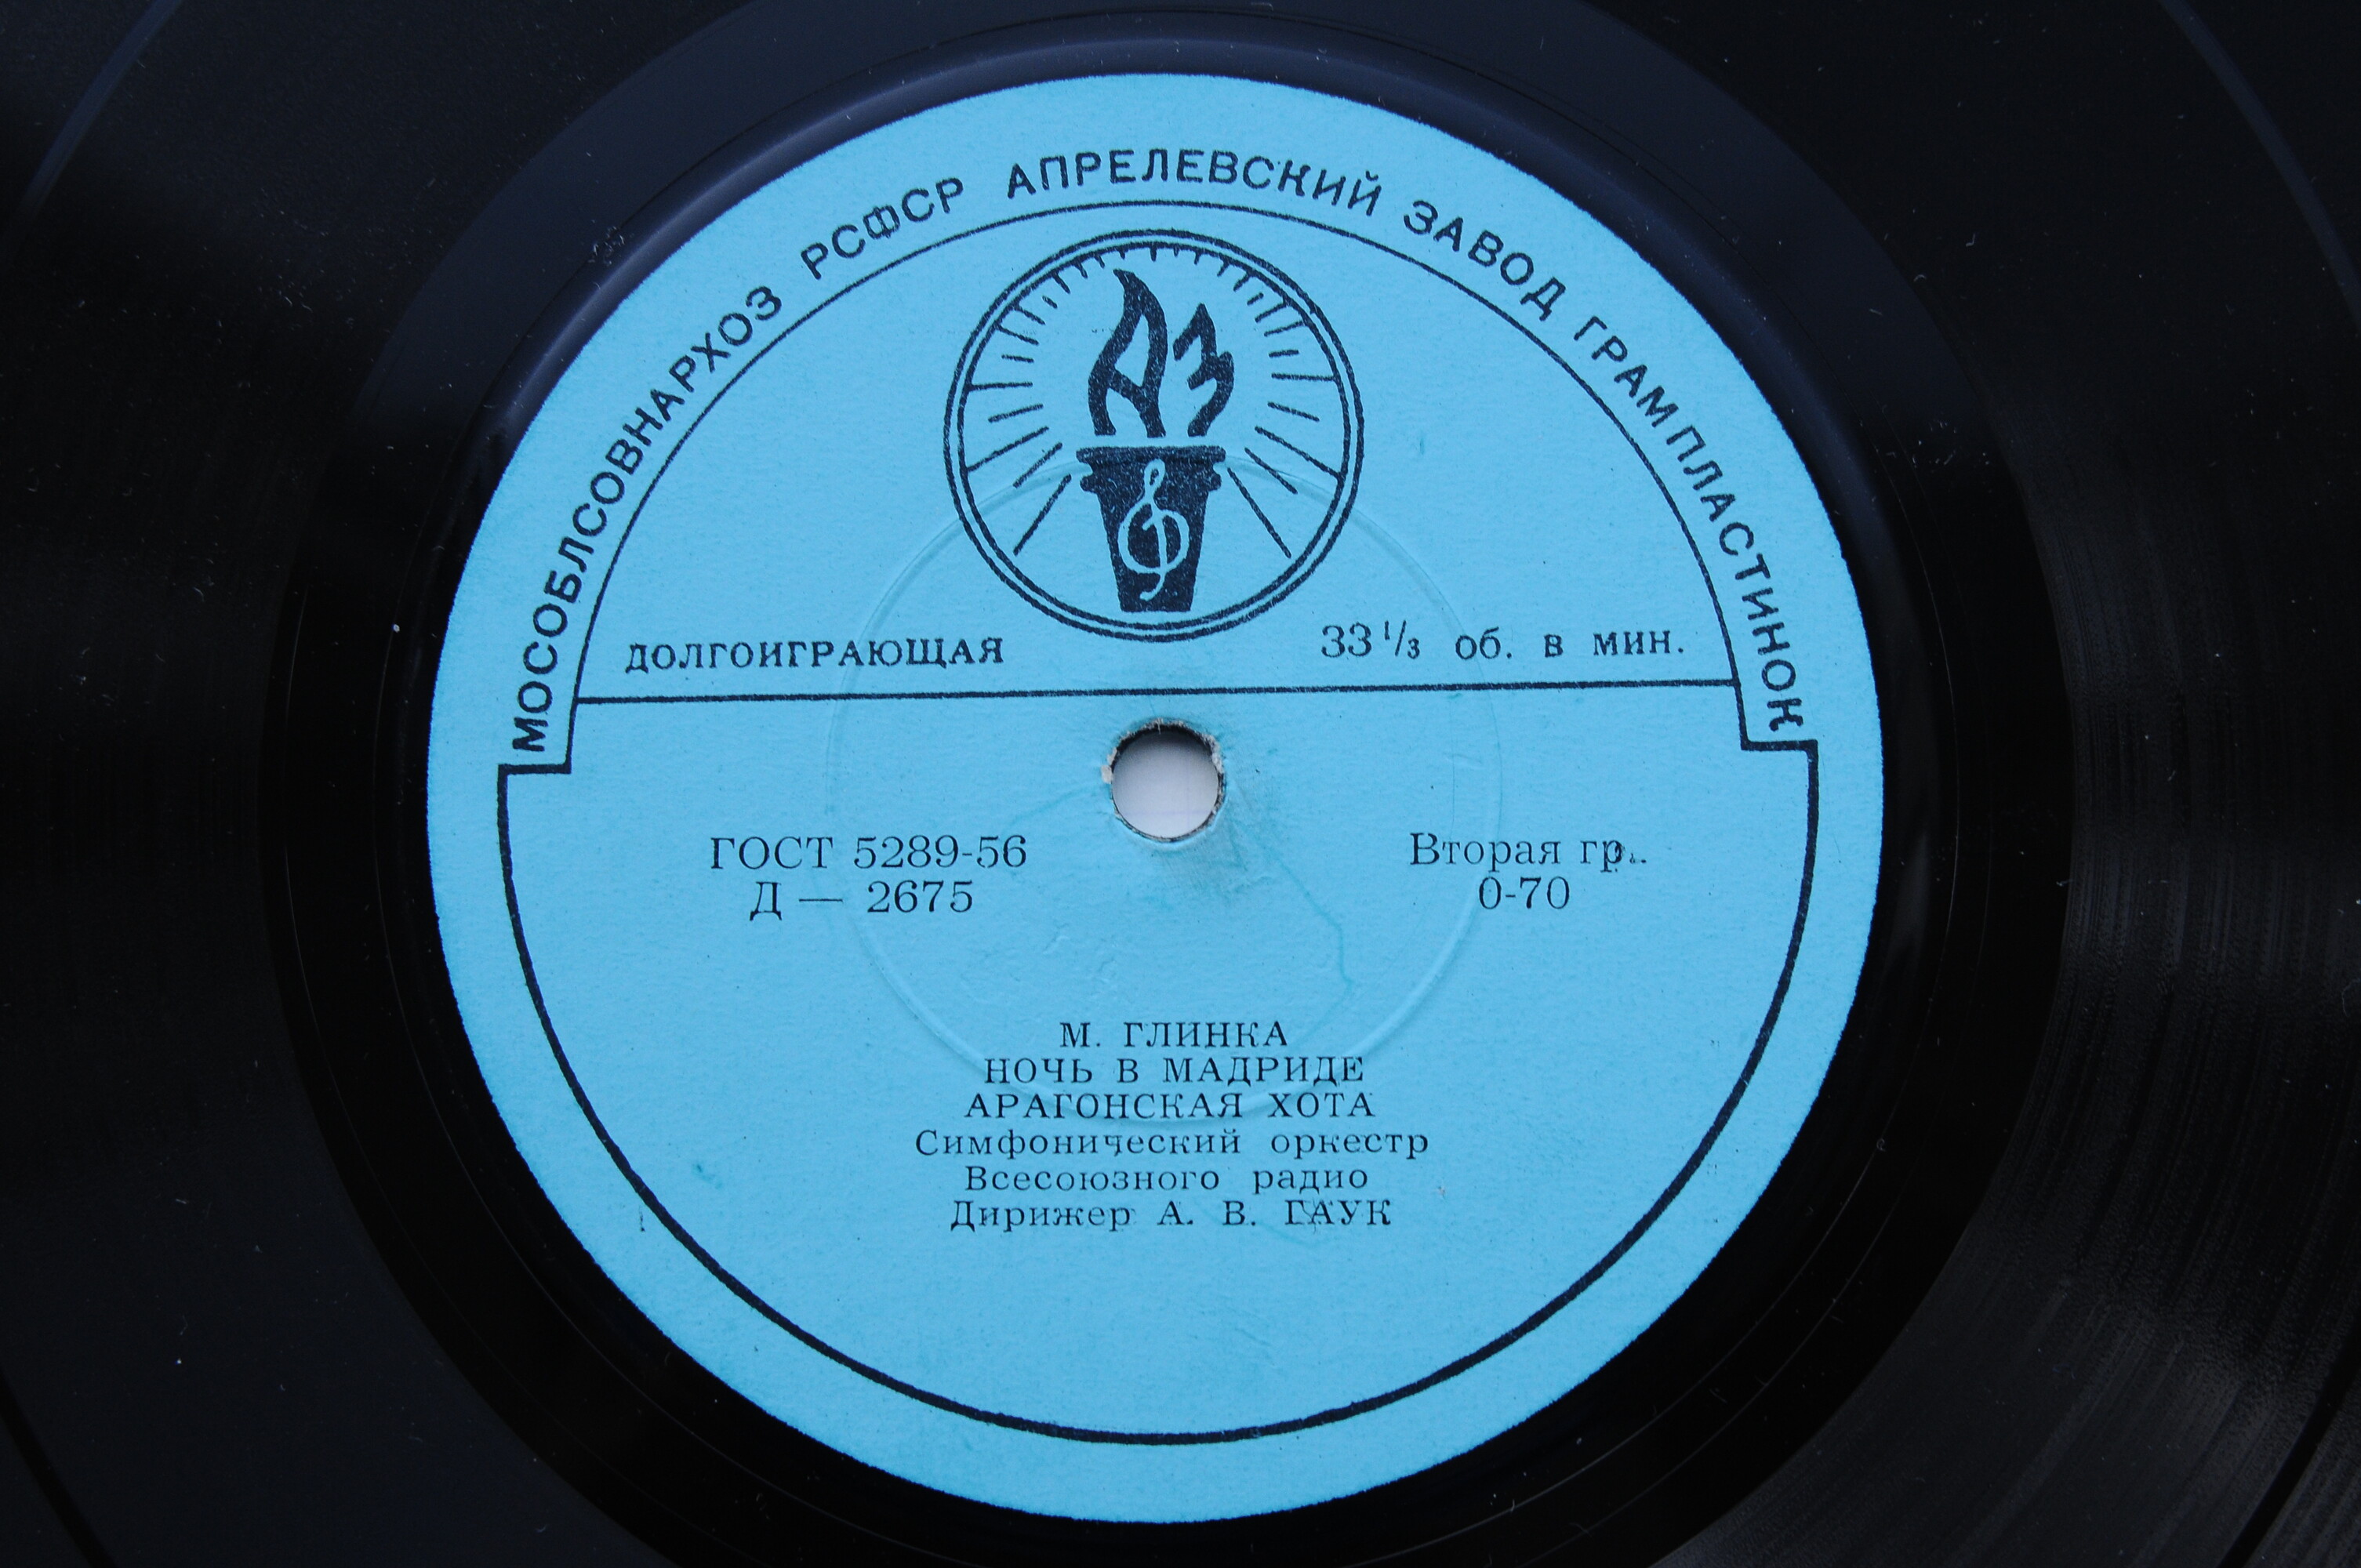 МОСОБЛСОВНАРХОЗ РСФСР АПРЕЛЕВСКИЙ ЗАВОД ГРАМПЛАСТИНОК
АЗ
ДОЛГОИГРАЮЩАЯ 33 1/3 об. в мин.
ГОСТ 5289-56 Вторая гр.
Д — 2675 0-70
М. ГЛИНКА
НОЧЬ В МАДРИДЕ
АРАГОНСКАЯ ХОТА
Симфонический оркестр
Всесоюзного радио
Дирижер А. В. ГАУК